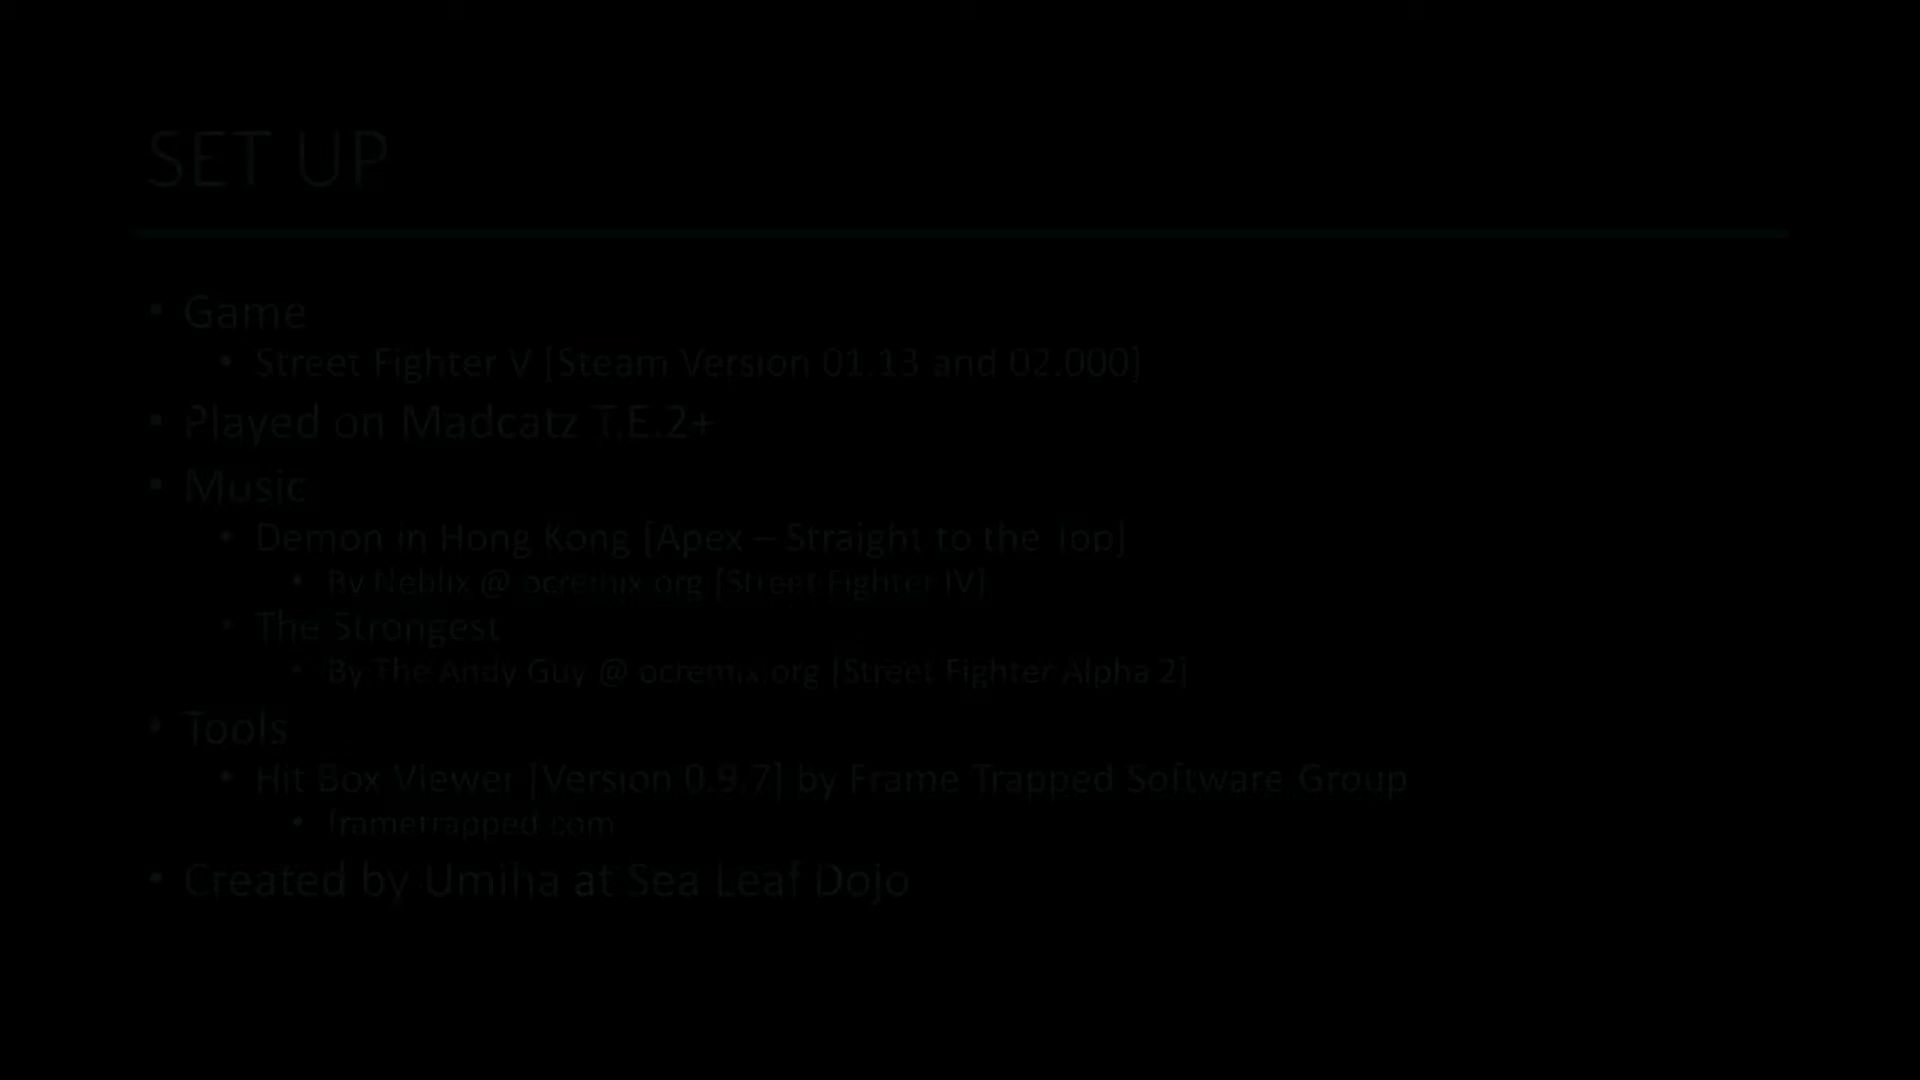 SET UP
• Game
• Street Fighter V [Steam Version 01.13 and 02.000]
• Played on Madcatz T.E.2+
• Music
• Demon in Hong Kong [Apex – Straight to the Top]
• By Neblix @ ocremix.org [Street Fighter IV]
• The Strongest
• By The Andy Guy @ ocremix.org [Street Fighter Alpha 2]
• Tools
• Hit Box Viewer [Version 0.9.7] by Frame Trapped Software Group
• frametrapped.com
• Created by Umiha at Sea Leaf Dojo